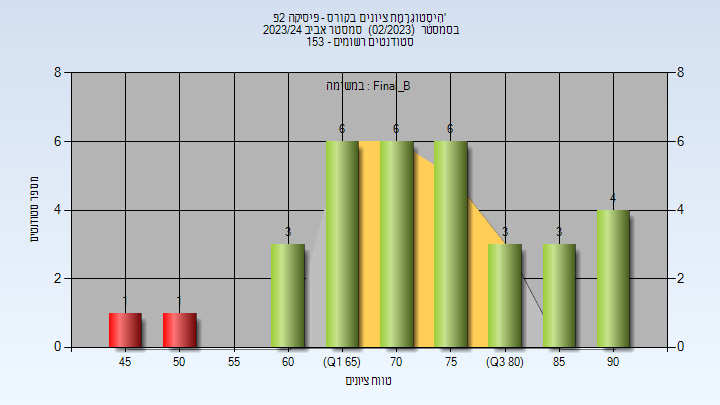 היסטוגרמת ציונים בקורס - פיסיקה 2פ'
בסמסטר (02/2023) סמסטר אביב 2023/24
סטודנטים רשומים - 153
במשימה : Final_B
8 8
6 6 6 6 6
4 4 4
3 3 3
2 2
1 1
0 0
45 50 55 60 (Q1 65) 70 75 (Q3 80) 85 90
מספר סטודנטים
טווח ציונים